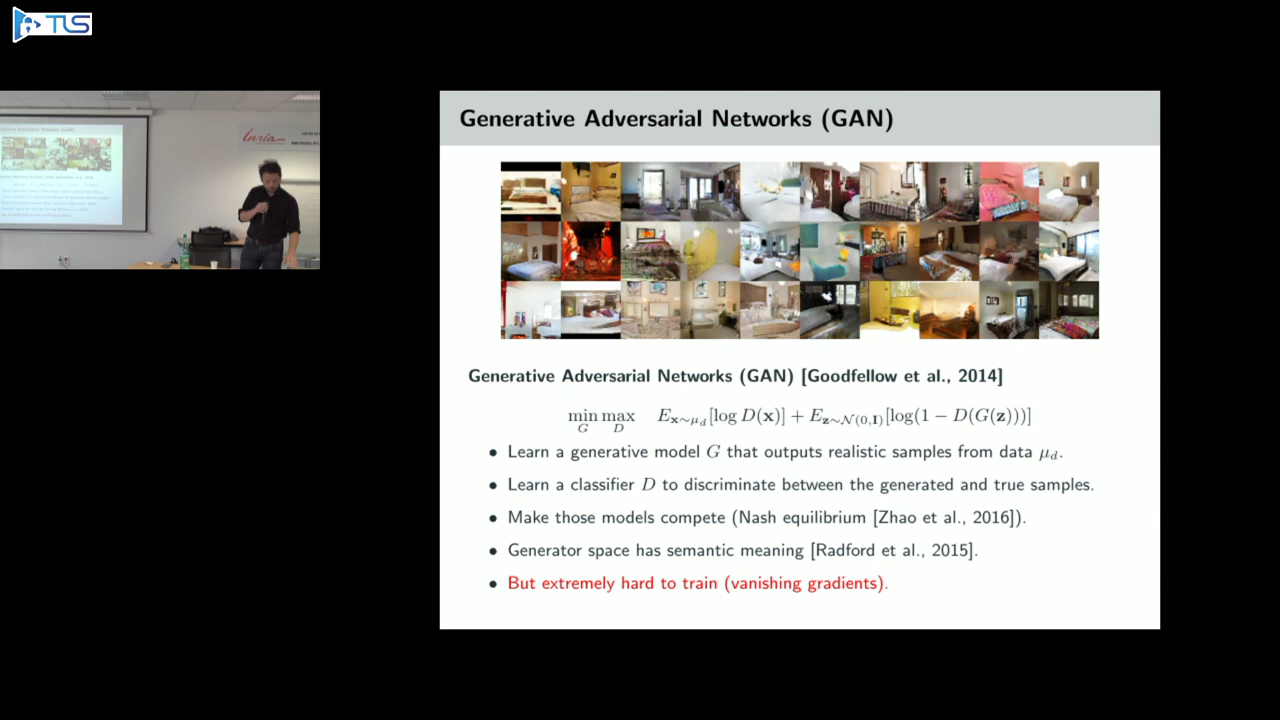 TLS
Inria
Generative Adversarial Networks (GAN)
Generative Adversarial Networks (GAN) [Goodfellow et al., 2014]
min max E_{x∼μ_d}[log D(x)] + E_{z∼𝒩(0,I)}[log(1 − D(G(z)))]
G D
• Learn a generative model G that outputs realistic samples from data μ_d.
• Learn a classifier D to discriminate between the generated and true samples.
• Make those models compete (Nash equilibrium [Zhao et al., 2016]).
• Generator space has semantic meaning [Radford et al., 2015].
• But extremely hard to train (vanishing gradients).